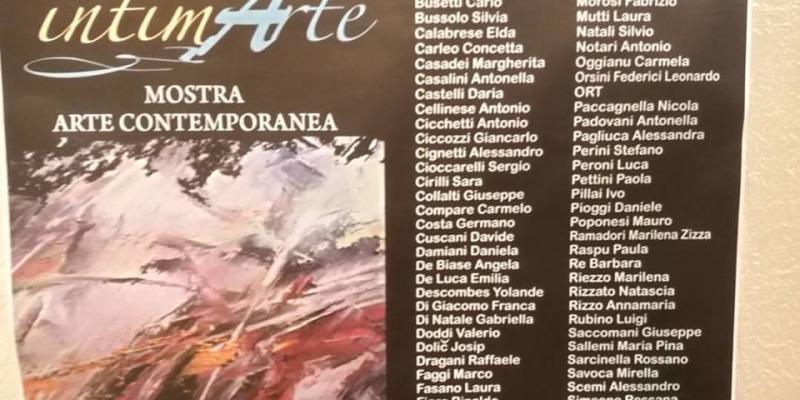 intimArte
MOSTRA
ARTE CONTEMPORANEA
Busetti Carlo
Bussolo Silvia
Calabrese Elda
Carleo Concetta
Casadei Margherita
Casalini Antonella
Castelli Daria
Cellinese Antonio
Cicchetti Antonio
Ciccozzi Giancarlo
Cignetti Alessandro
Cioccarelli Sergio
Cirilli Sara
Collalti Giuseppe
Compare Carmelo
Costa Germano
Cuscani Davide
Damiani Daniela
De Biase Angela
De Luca Emilia
Descombes Yolande
Di Giacomo Franca
Di Natale Gabriella
Doddi Valerio
Dolič Josip
Dragani Raffaele
Faggi Marco
Fasano Laura
Morosi Fabrizio
Mutti Laura
Natali Silvio
Notari Antonio
Oggianu Carmela
Orsini Federici Leonardo
ORT
Paccagnella Nicola
Padovani Antonella
Pagliuca Alessandra
Perini Stefano
Peroni Luca
Pettini Paola
Pillai Ivo
Pioggi Daniele
Poponesi Mauro
Ramadori Marilena Zizza
Raspu Paula
Re Barbara
Riezzo Marilena
Rizzato Natascia
Rizzo Annamaria
Rubino Luigi
Saccomani Giuseppe
Sallemi Maria Pina
Sarcinella Rossano
Savoca Mirella
Scemi Alessandro